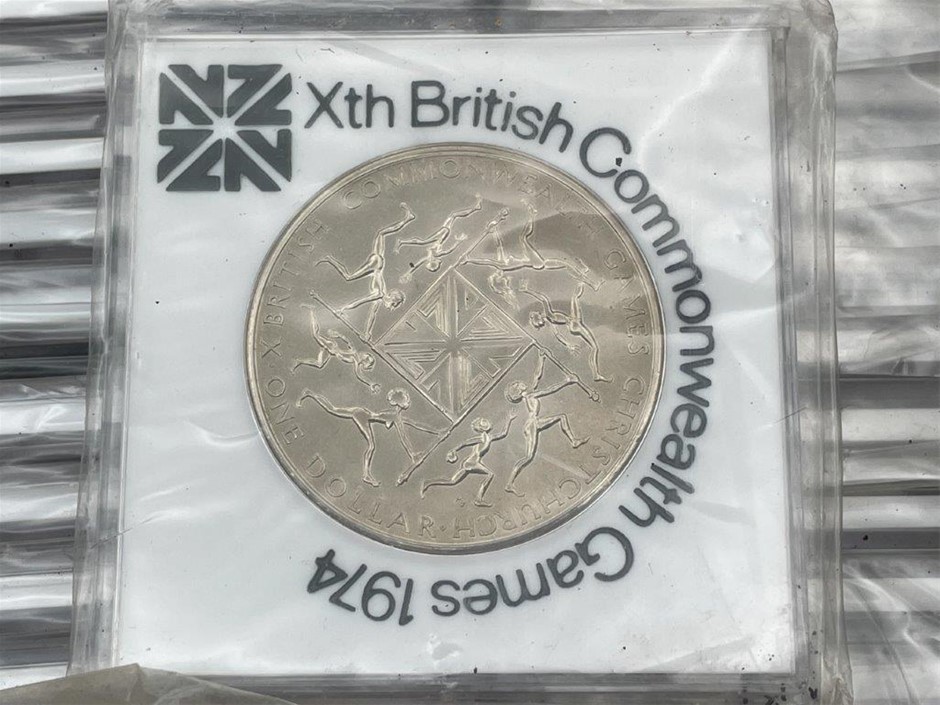 Xth British Commonwealth Games 1974
X BRITISH COMMONWEALTH GAMES CHRISTCHURCH · ONE DOLLAR